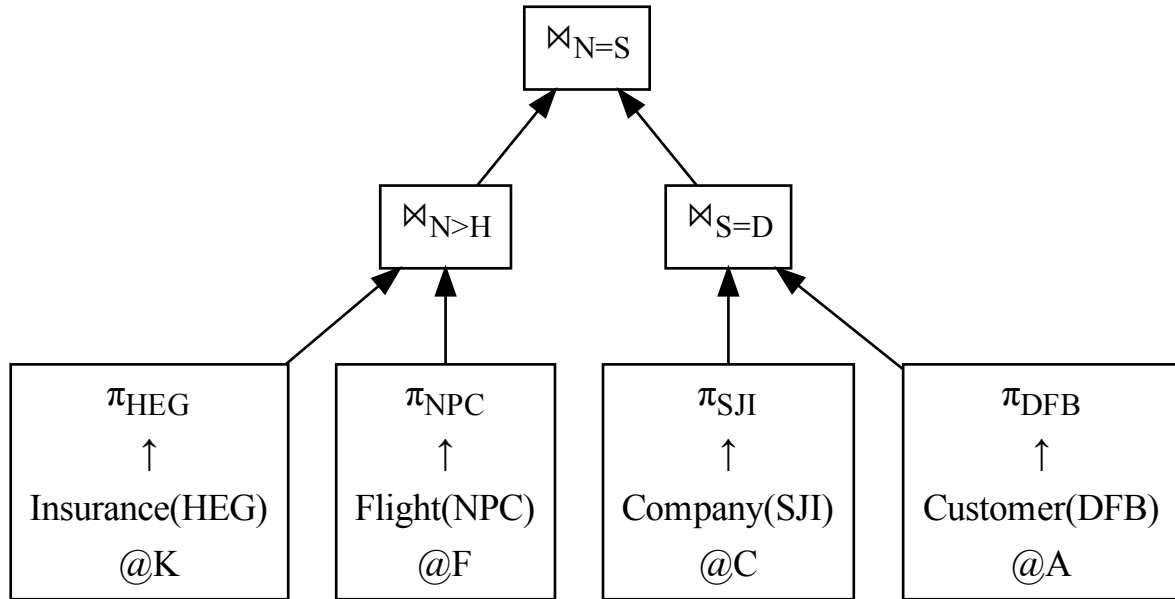 ⋈N=S
⋈N>H
⋈S=D
πHEG
↑
Insurance(HEG)
@K
πNPC
↑
Flight(NPC)
@F
πSJI
↑
Company(SJI)
@C
πDFB
↑
Customer(DFB)
@A